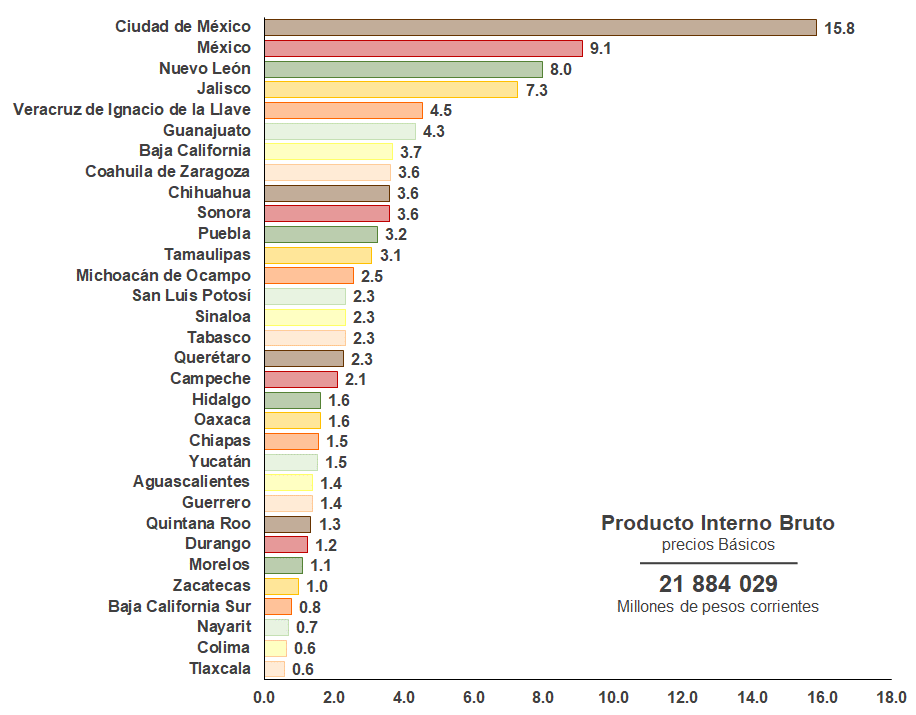 Ciudad de México 15.8
México 9.1
Nuevo León 8.0
Jalisco 7.3
Veracruz de Ignacio de la Llave 4.5
Guanajuato 4.3
Baja California 3.7
Coahuila de Zaragoza 3.6
Chihuahua 3.6
Sonora 3.6
Puebla 3.2
Tamaulipas 3.1
Michoacán de Ocampo 2.5
San Luis Potosí 2.3
Sinaloa 2.3
Tabasco 2.3
Querétaro 2.3
Campeche 2.1
Hidalgo 1.6
Oaxaca 1.6
Chiapas 1.5
Yucatán 1.5
Aguascalientes 1.4
Guerrero 1.4
Quintana Roo 1.3
Durango 1.2
Morelos 1.1
Zacatecas 1.0
Baja California Sur 0.8
Nayarit 0.7
Colima 0.6
Tlaxcala 0.6
0.0 2.0 4.0 6.0 8.0 10.0 12.0 14.0 16.0 18.0
Producto Interno Bruto
precios Básicos
21 884 029
Millones de pesos corrientes